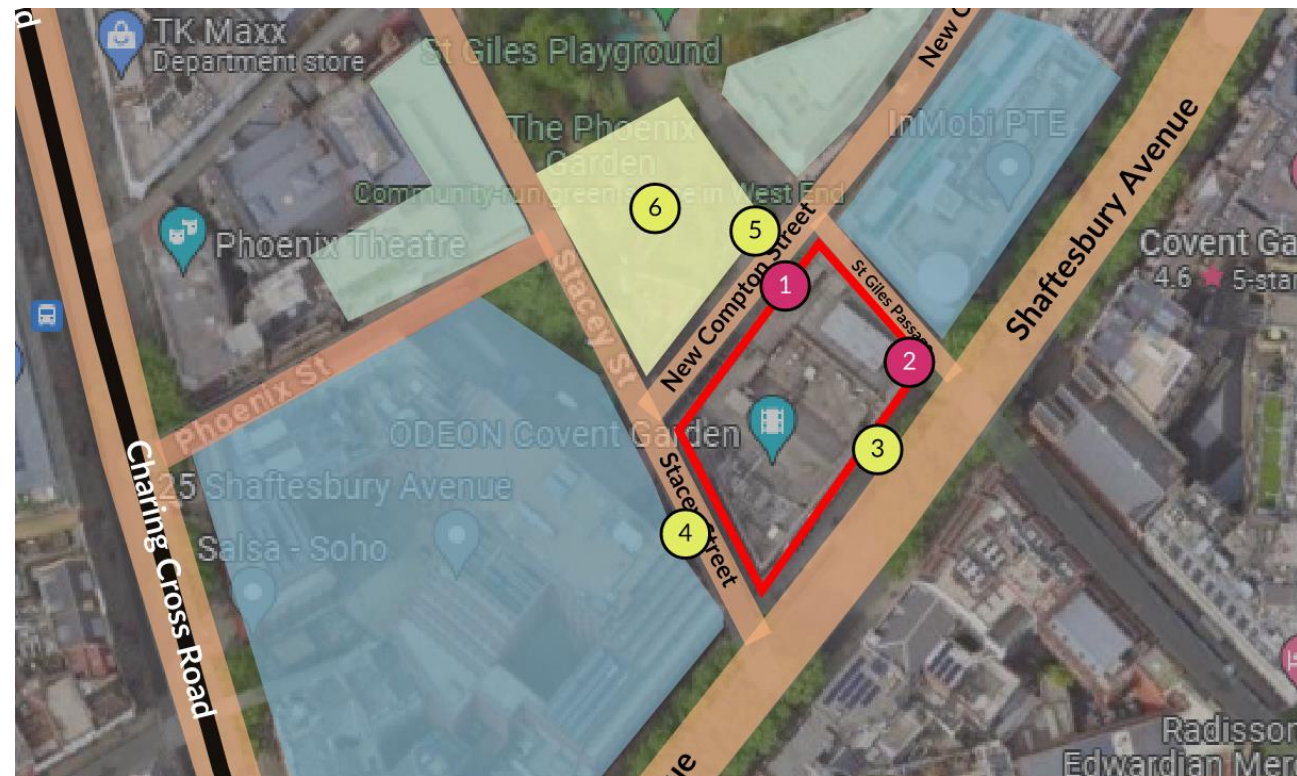 TK Maxx
Department store
St Giles Playground
New C
The Phoenix
Garden
Community-run green space in West End
InMobi PTE
Shaftesbury Avenue
Phoenix Theatre
6
5
1
New Compton Street
St Giles Passa
2
Covent Ga
4.6
5-star
Stacey St
Phoenix St
ODEON Covent Garden
3
25 Shaftesbury Avenue
Charing Cross Road
Salsa - Soho
4
Stacey Street
Radisson
Edwardian Mer
ue
d